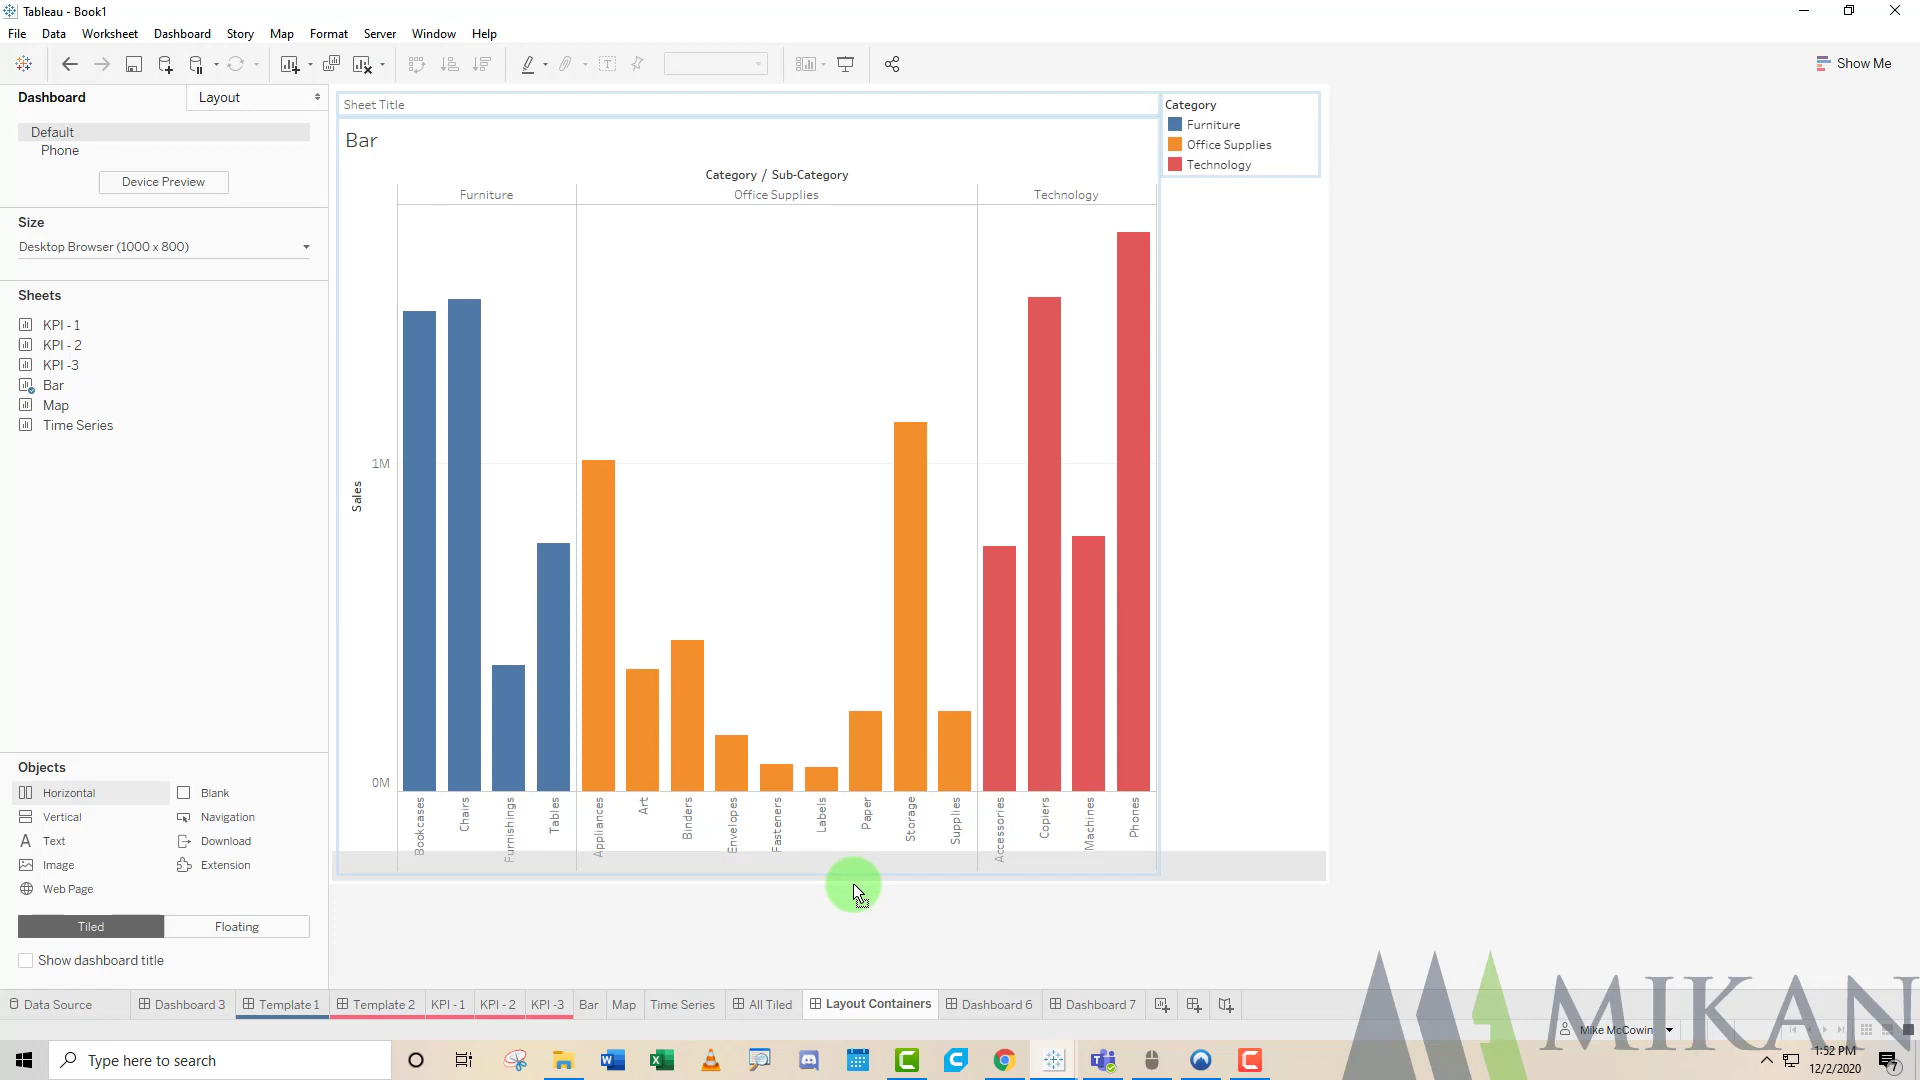 Tableau - Book1
File Data Worksheet Dashboard Story Map Format Server Window Help
Show Me
Dashboard Layout
Default
Phone
Device Preview
Size
Desktop Browser (1000 x 800)
Sheets
KPI - 1
KPI - 2
KPI -3
Bar
Map
Time Series
Objects
Horizontal Blank
Vertical Navigation
Text Download
Image Extension
Web Page
Tiled Floating
Show dashboard title
Sheet Title
Bar
Category / Sub-Category
Furniture Office Supplies Technology
Sales
1M
0M
Bookcases
Chairs
Furnishings
Tables
Appliances
Art
Binders
Envelopes
Fasteners
Labels
Paper
Storage
Supplies
Accessories
Copiers
Machines
Phones
Category
Furniture
Office Supplies
Technology
Data Source Dashboard 3 Template 1 Template 2 KPI - 1 KPI - 2 KPI -3 Bar Map Time Series All Tiled Layout Containers Dashboard 6 Dashboard 7
MIKAN
Mike McCowin
Type here to search
1:52 PM
12/2/2020
7